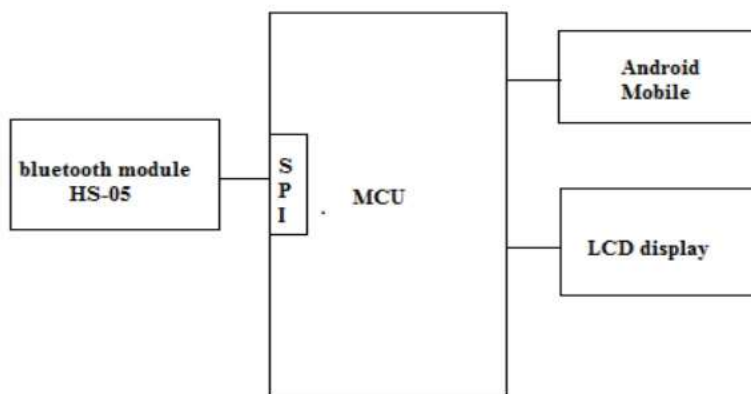 Android
Mobile
bluetooth module
HS-05
S
P
I
MCU
LCD display